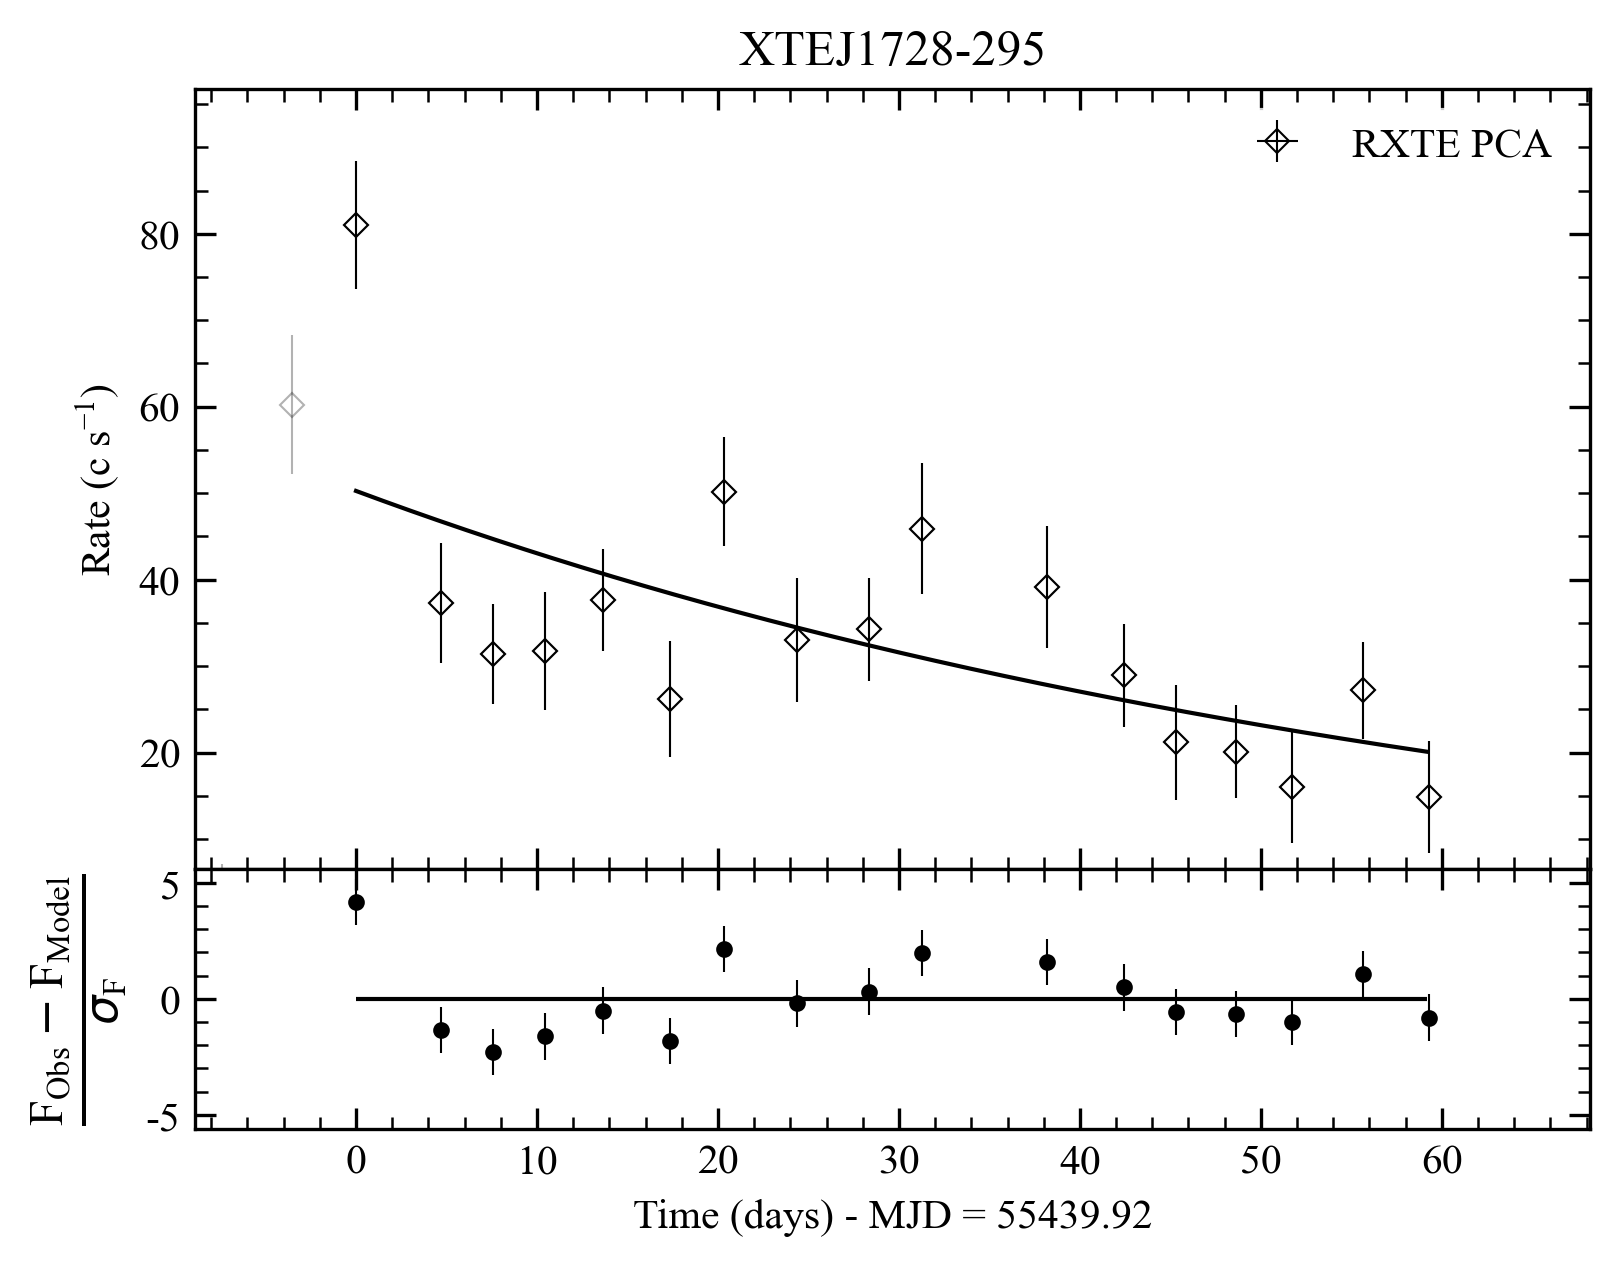 XTEJ1728-295
RXTE PCA
80
60
40
20
Rate (c s⁻¹)
5
0
-5
F_Obs − F_Model
σ_F
0 10 20 30 40 50 60
Time (days) - MJD = 55439.92